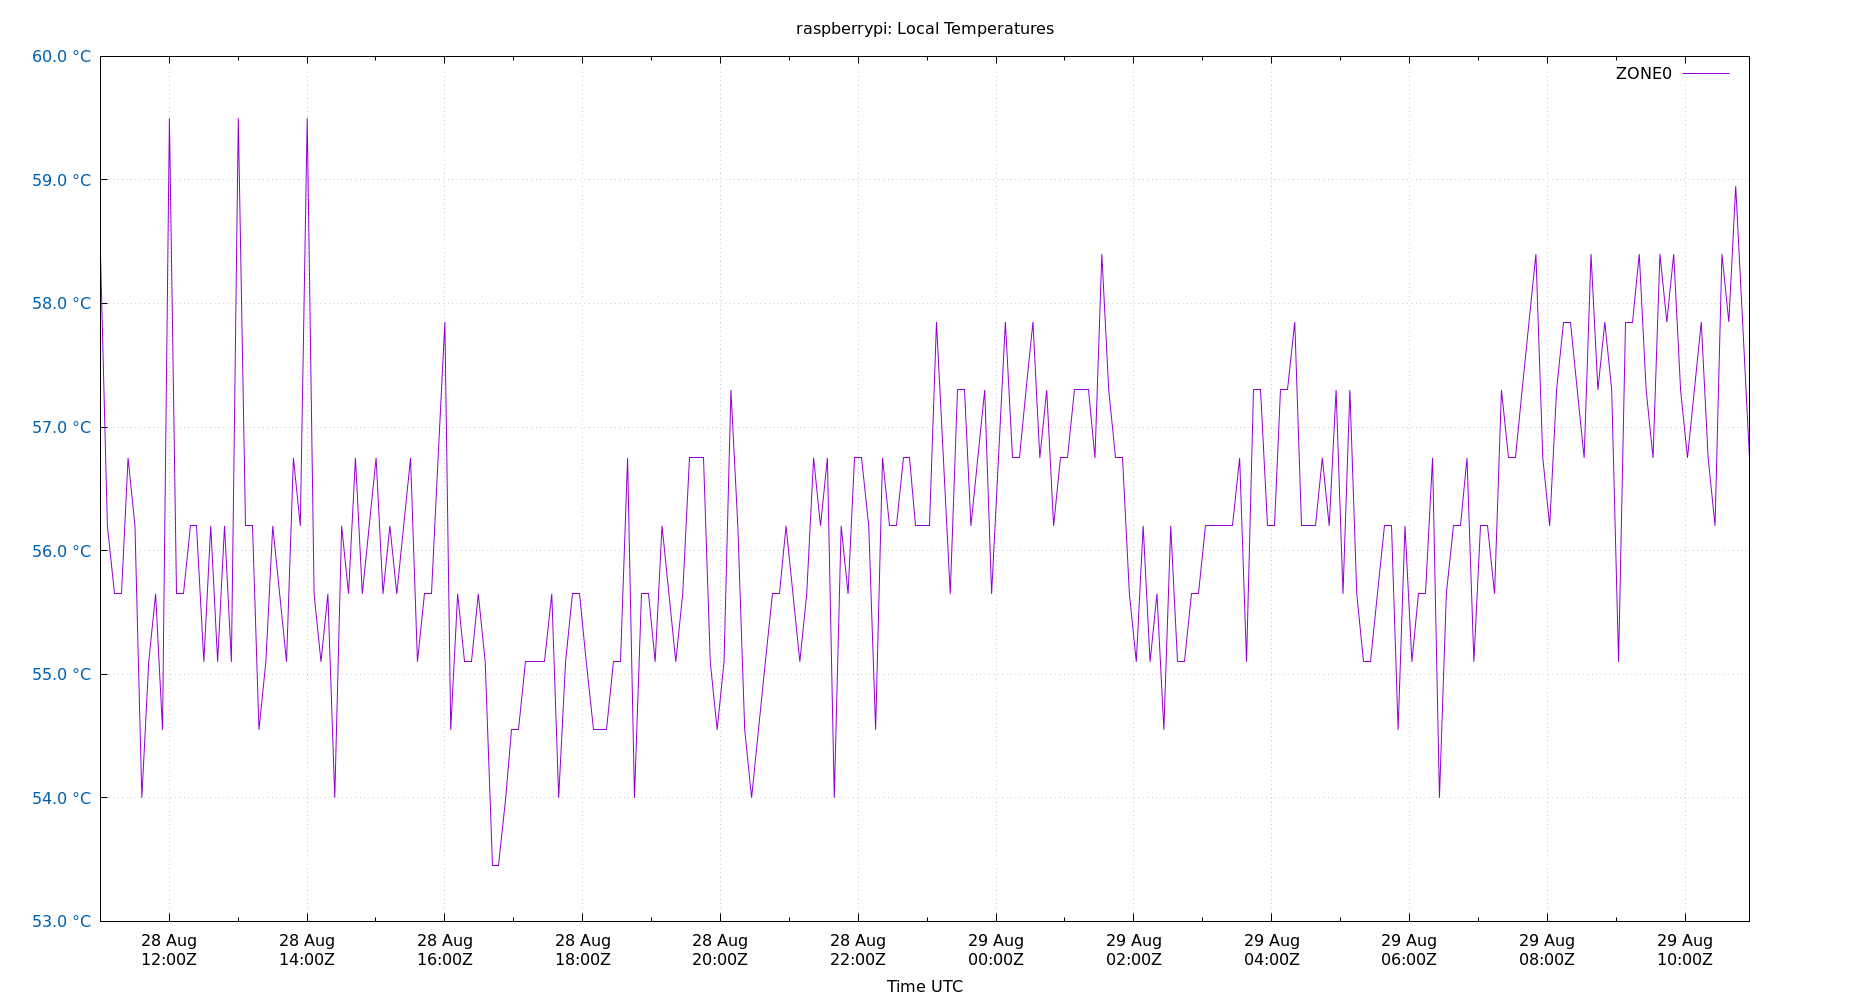 raspberrypi: Local Temperatures
60.0 °C
ZONE0
59.0 °C
58.0 °C
57.0 °C
56.0 °C
55.0 °C
54.0 °C
53.0 °C
28 Aug 28 Aug 28 Aug 28 Aug 28 Aug 28 Aug 29 Aug 29 Aug 29 Aug 29 Aug 29 Aug 29 Aug
12:00Z 14:00Z 16:00Z 18:00Z 20:00Z 22:00Z 00:00Z 02:00Z 04:00Z 06:00Z 08:00Z 10:00Z
Time UTC